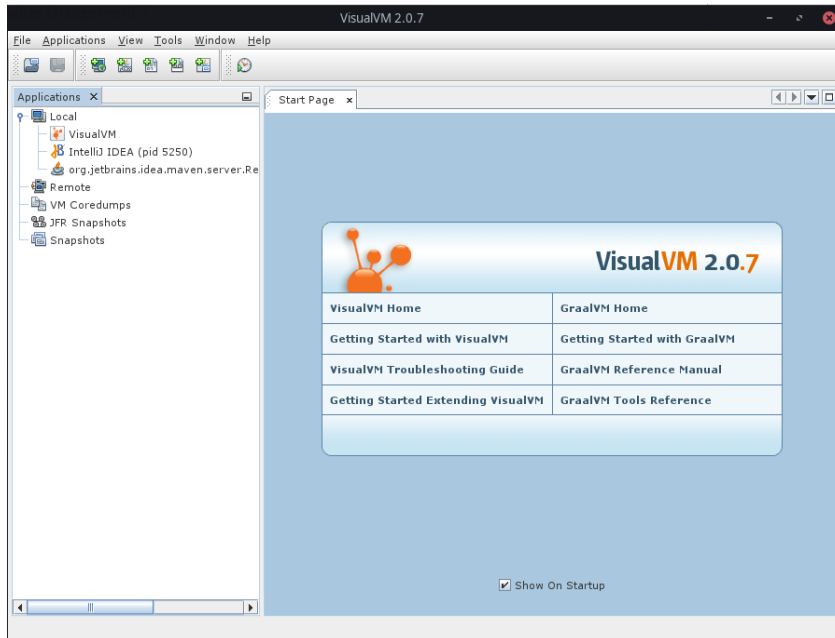 VisualVM 2.0.7
File Applications View Tools Window Help
Applications
Start Page
Local
VisualVM
IntelliJ IDEA (pid 5250)
org.jetbrains.idea.maven.server.Re
Remote
VM Coredumps
JFR Snapshots
Snapshots
VisualVM 2.0.7
VisualVM Home
GraalVM Home
Getting Started with VisualVM
Getting Started with GraalVM
VisualVM Troubleshooting Guide
GraalVM Reference Manual
Getting Started Extending VisualVM
GraalVM Tools Reference
Show On Startup